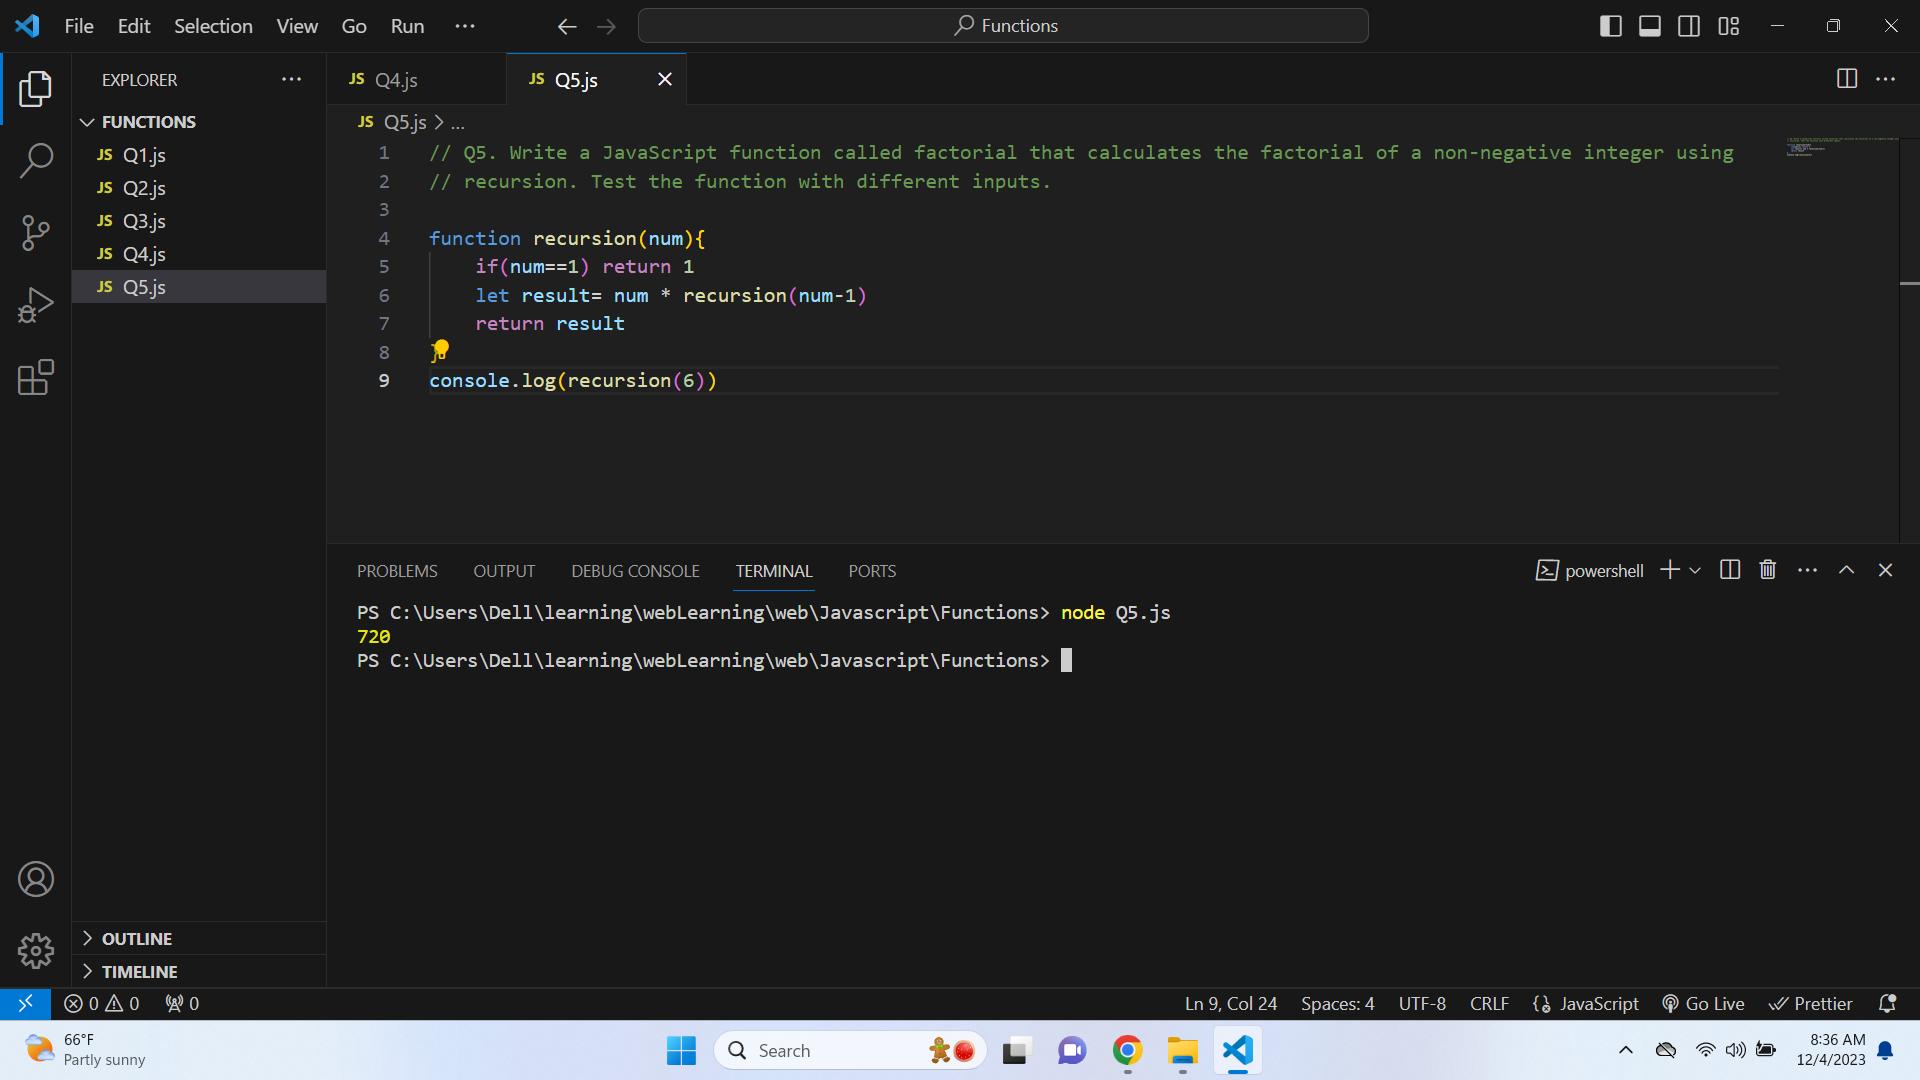 File Edit Selection View Go Run ··· Functions
EXPLORER ···
FUNCTIONS
JS Q1.js
JS Q2.js
JS Q3.js
JS Q4.js
JS Q5.js
OUTLINE
TIMELINE
JS Q4.js JS Q5.js
JS Q5.js > ...
1 // Q5. Write a JavaScript function called factorial that calculates the factorial of a non-negative integer using
2 // recursion. Test the function with different inputs.
3
4 function recursion(num){
5 if(num==1) return 1
6 let result= num * recursion(num-1)
7 return result
8 }
9 console.log(recursion(6))
PROBLEMS OUTPUT DEBUG CONSOLE TERMINAL PORTS powershell
PS C:\Users\Dell\learning\webLearning\web\Javascript\Functions> node Q5.js
720
PS C:\Users\Dell\learning\webLearning\web\Javascript\Functions>
0 0 0 Ln 9, Col 24 Spaces: 4 UTF-8 CRLF JavaScript Go Live Prettier
66°F
Partly sunny
Search
8:36 AM
12/4/2023